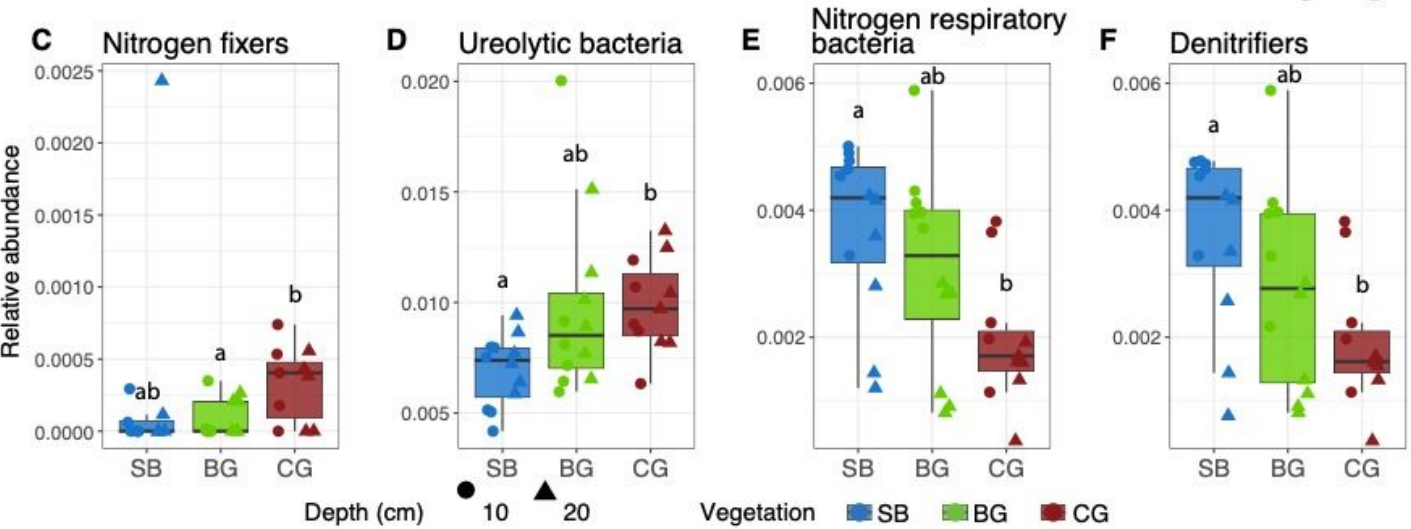 C Nitrogen fixers
D Ureolytic bacteria
E Nitrogen respiratory
bacteria
F Denitrifiers
Relative abundance
0.0025
0.0020
0.0015
0.0010
0.0005
0.0000
ab
a
b
SB BG CG
0.020
0.015
0.010
0.005
a
ab
b
SB BG CG
0.006
0.004
0.002
a
ab
b
SB BG CG
0.006
0.004
0.002
a
ab
b
SB BG CG
Depth (cm) 10 20 Vegetation SB BG CG